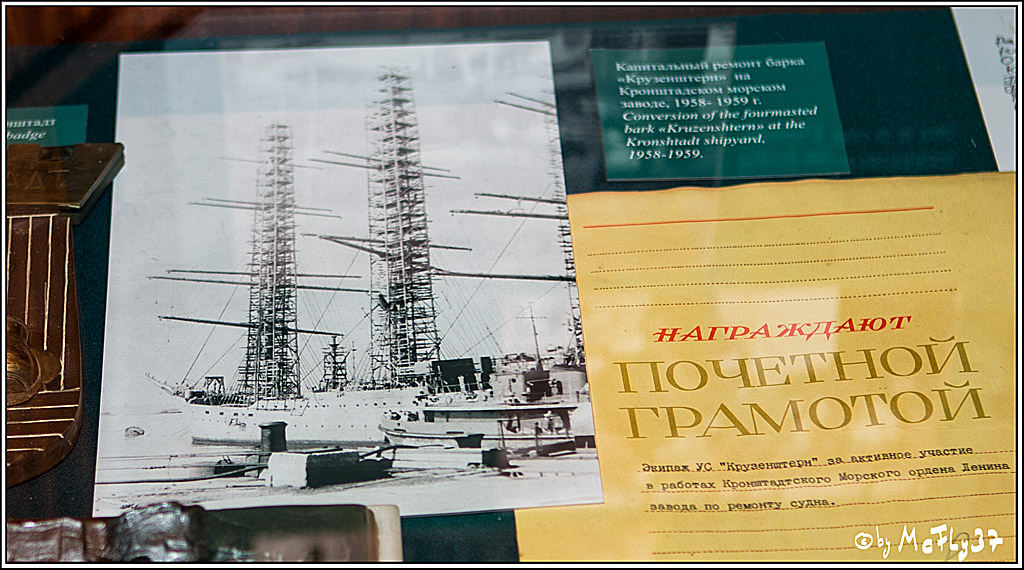 нштадт
badge
Капитальный ремонт барка
«Крузенштерн» на
Кронштадском морском
заводе, 1958- 1959 г.
Conversion of the fourmasted
bark «Kruzenshtern» at the
Kronshtadt shipyard.
1958-1959.
НАГРАЖДАЮТ
ПОЧЕТНОЙ
ГРАМОТОЙ
Экипаж УС "Крузенштерн" за активное участие
в работах Кронштадтского Морского ордена Ленина
завода по ремонту судна.
© by McFly37